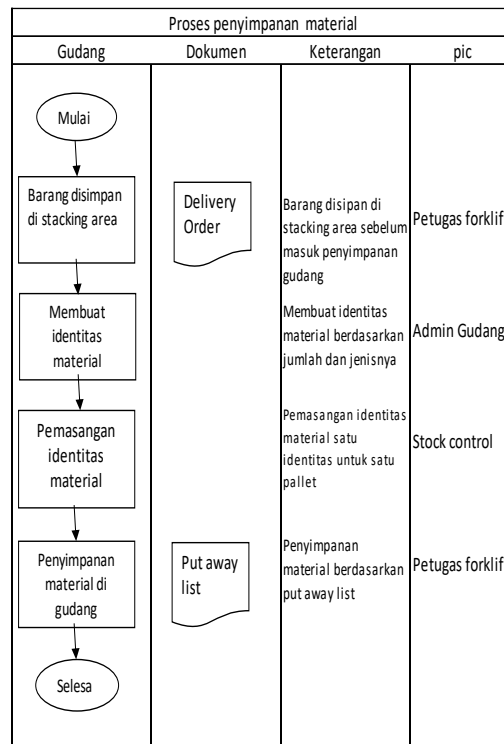 Proses penyimpanan material
Gudang
Dokumen
Keterangan
pic
Mulai
Barang disimpan
di stacking area
Delivery
Order
Barang disipan di
stacking area sebelum
masuk penyimpanan
gudang
Petugas forklif
Membuat
identitas
material
Membuat identitas
material berdasarkan
jumlah dan jenisnya
Admin Gudang
Pemasangan
identitas
material
Pemasangan identitas
material satu
identitas untuk satu
pallet
Stock control
Penyimpanan
material di
gudang
Put away
list
Penyimpanan
material berdasarkan
put away list
Petugas forklif
Selesa